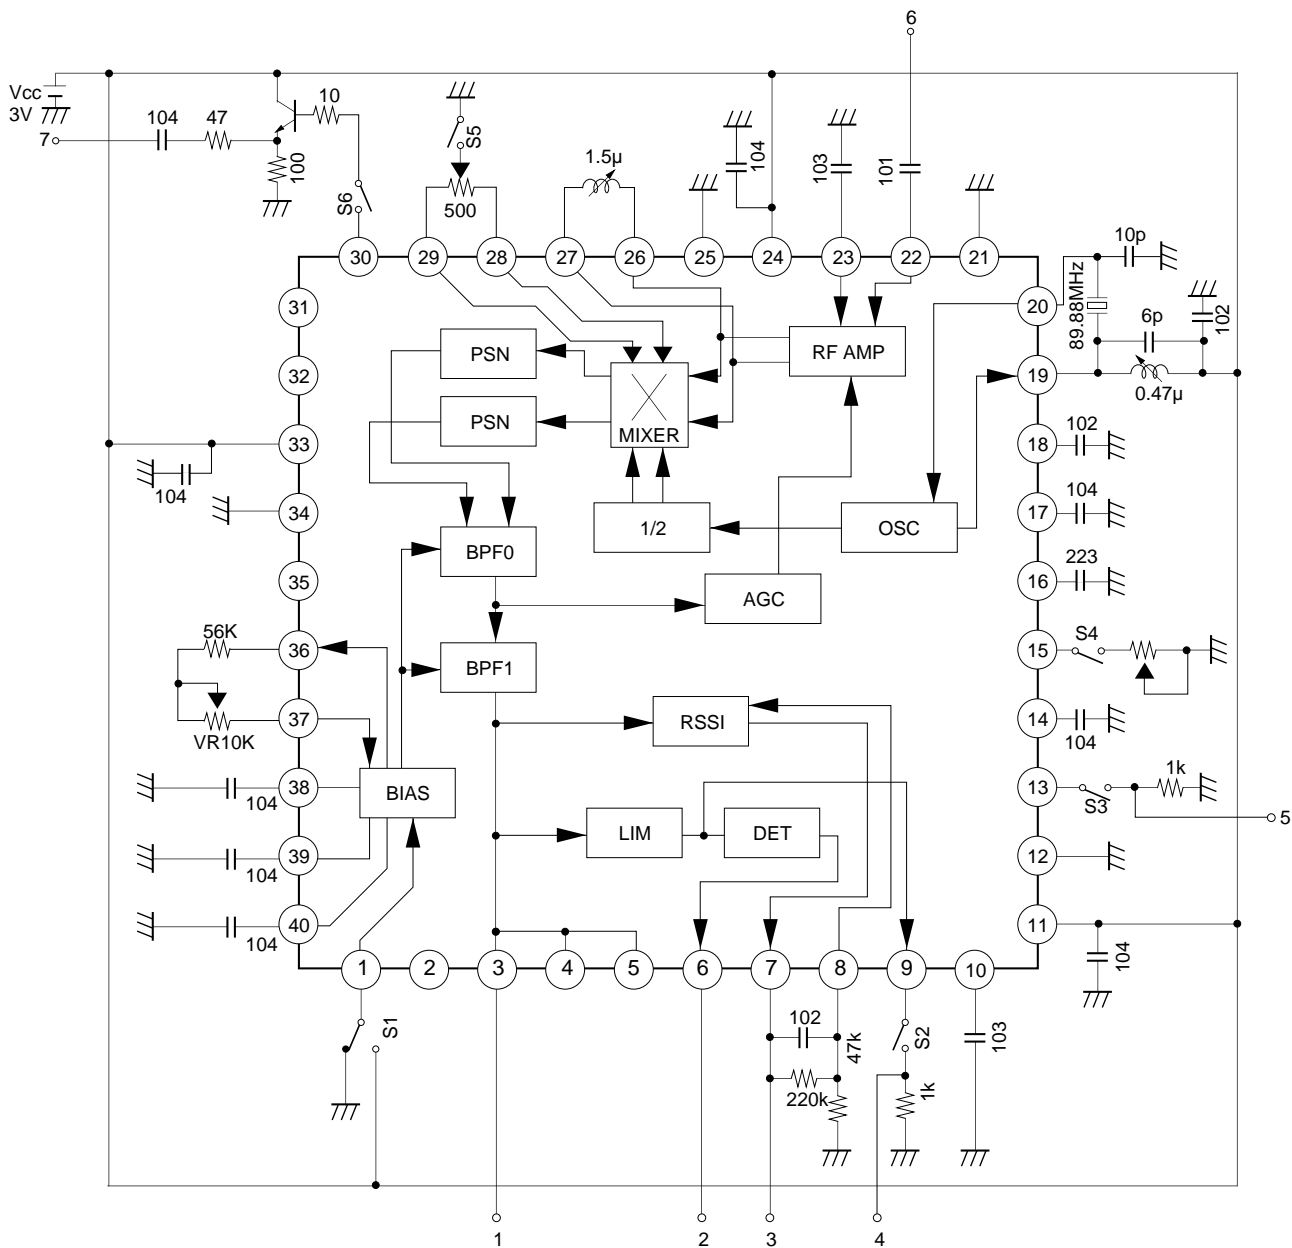 6
Vcc
3V
7
104
47
10
100
S6
S5
500
1.5µ
104
103
101
30
29
28
27
26
25
24
23
22
21
10p
89.88MHz
6p
102
0.47µ
31
32
33
34
35
36
37
38
39
40
20
19
18
17
16
15
14
13
12
11
PSN
PSN
MIXER
RF AMP
1/2
OSC
BPF0
AGC
BPF1
RSSI
BIAS
LIM
DET
104
56K
VR10K
104
104
104
102
104
223
S4
104
1k
S3
5
104
1
2
3
4
5
6
7
8
9
10
S1
102
47k
220k
S2
1k
103
1
2
3
4